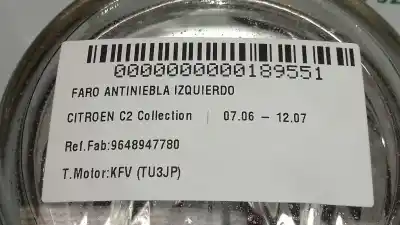 0000000000189551
FARO ANTINIEBLA IZQUIERDO
CITROEN C2 Collection | 07.06 – 12.07
Ref.Fab:9648947780
T.Motor:KFV (TU3JP)